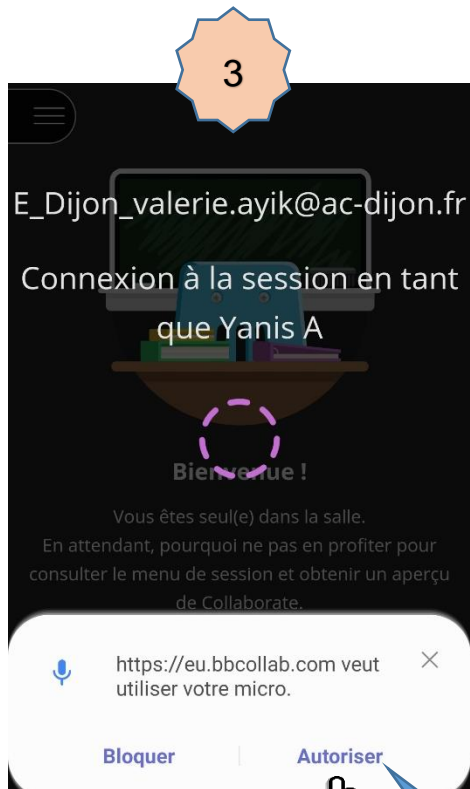 3
E_Dijon_valerie.ayik@ac-dijon.fr
Connexion à la session en tant
que Yanis A
Bienvenue !
Vous êtes seul(e) dans la salle.
En attendant, pourquoi ne pas en profiter pour
consulter le menu de session et obtenir un aperçu
de Collaborate.
https://eu.bbcollab.com veut
utiliser votre micro.
Bloquer
Autoriser